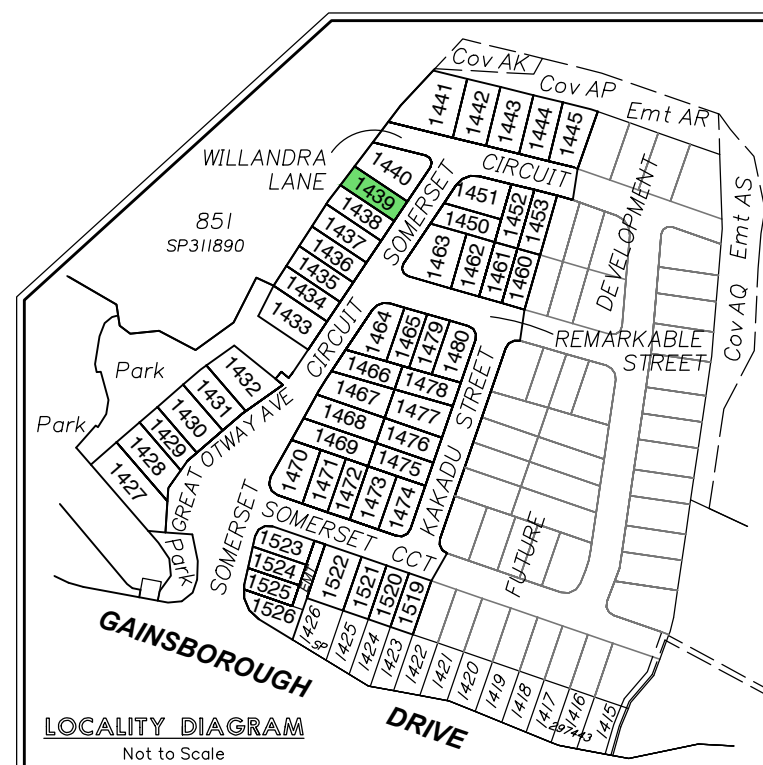 Cov AK
Cov AP
Emt AR
Emt AS
Cov AQ
1441
1442
1443
1444
1445
WILLANDRA
LANE
1440
1439
1438
1437
1436
1435
1434
1433
CIRCUIT
SOMERSET
851
SP311890
1451
1452
1453
1450
1463
1462
1461
1460
DEVELOPMENT
REMARKABLE
STREET
CIRCUIT
1464
1465
1479
1480
1466
1478
1467
1477
1468
1476
1469
1475
1470
1471
1472
1473
1474
KAKADU STREET
Park
Park
1432
1431
1430
1429
1428
1427
GREAT OTWAY AVE
Park
SOMERSET
SOMERSET CCT
FUTURE
1523
1524
1525
1526
EMT
1522
1521
1520
1519
1426
SP
1425
1424
1423
1422
1421
1420
1419
1418
1417
1416
1415
297443
GAINSBOROUGH
DRIVE
LOCALITY DIAGRAM
Not to Scale